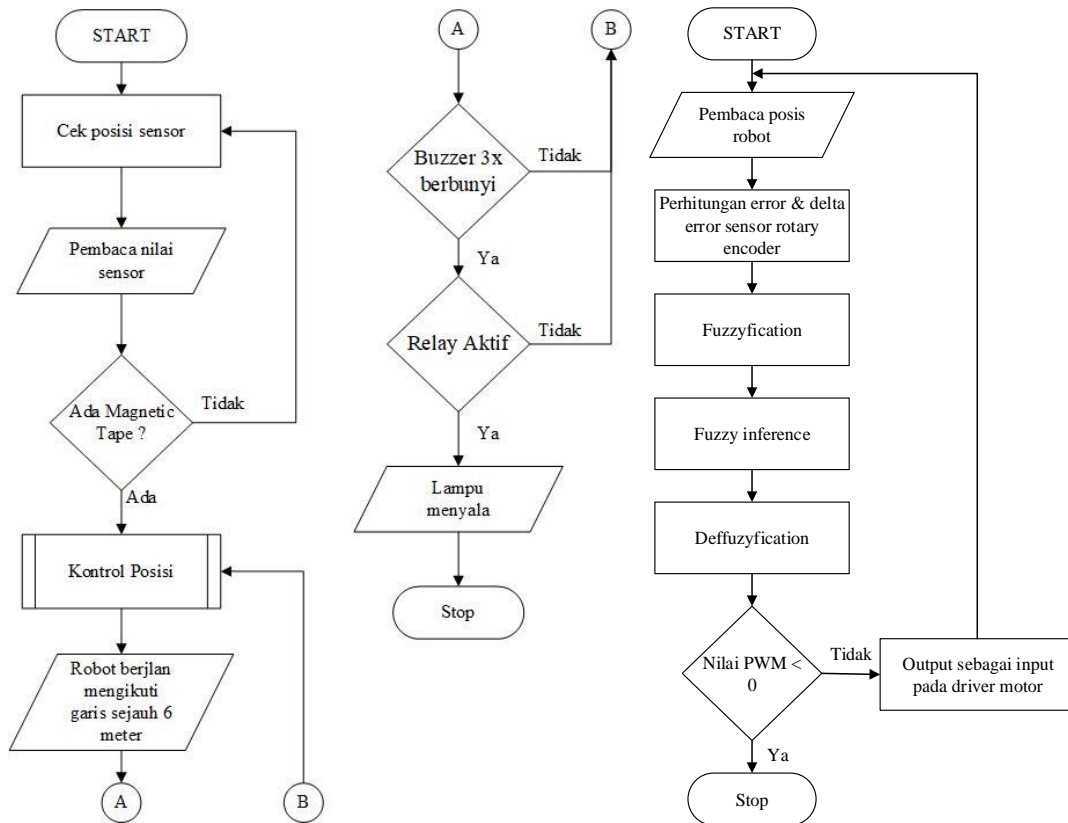 START
Cek posisi sensor
Pembaca nilai
sensor
Ada Magnetic
Tape ?
Tidak
Ada
Kontrol Posisi
Robot berjlan
mengikuti
garis sejauh 6
meter
A
B
A
B
Buzzer 3x
berbunyi
Tidak
Ya
Relay Aktif
Tidak
Ya
Lampu
menyala
Stop
START
Pembaca posis
robot
Perhitungan error & delta
error sensor rotary
encoder
Fuzzyfication
Fuzzy inference
Deffuzyfication
Nilai PWM <
0
Tidak
Output sebagai input
pada driver motor
Ya
Stop